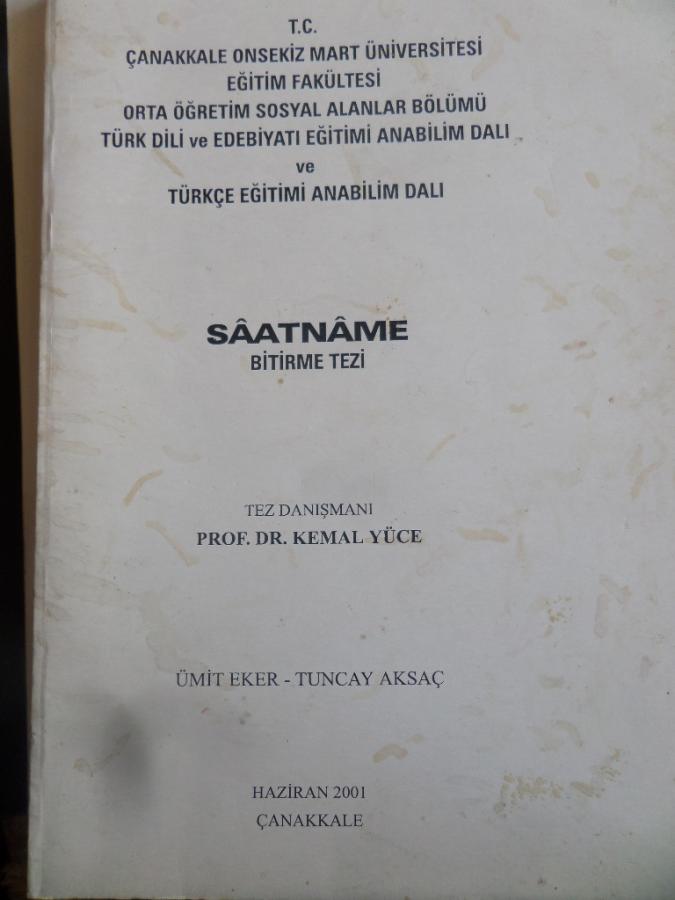 T.C.
ÇANAKKALE ONSEKİZ MART ÜNİVERSİTESİ
EĞİTİM FAKÜLTESİ
ORTA ÖĞRETİM SOSYAL ALANLAR BÖLÜMÜ
TÜRK DİLİ ve EDEBİYATI EĞİTİMİ ANABİLİM DALI
ve
TÜRKÇE EĞİTİMİ ANABİLİM DALI
SÂATNÂME
BİTİRME TEZİ
TEZ DANIŞMANI
PROF. DR. KEMAL YÜCE
ÜMİT EKER - TUNCAY AKSAÇ
HAZİRAN 2001
ÇANAKKALE